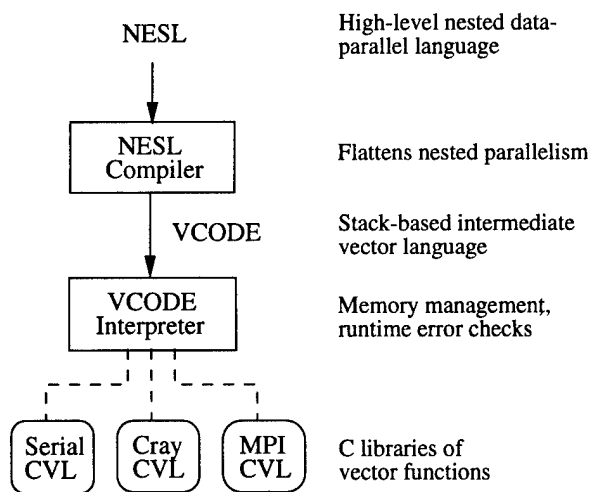 NESL
High-level nested data-
parallel language
NESL
Compiler
Flattens nested parallelism
VCODE
Stack-based intermediate
vector language
VCODE
Interpreter
Memory management,
runtime error checks
Serial
CVL
Cray
CVL
MPI
CVL
C libraries of
vector functions